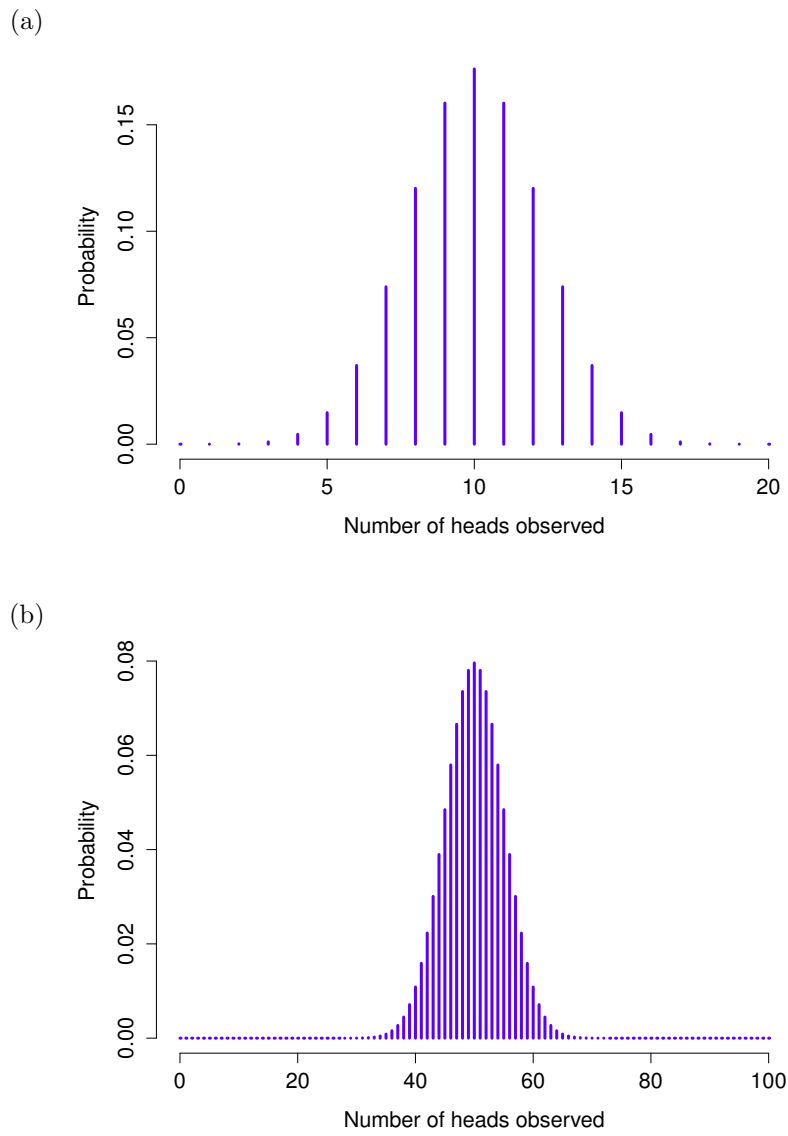 (a)
Probability
0.15
0.10
0.05
0.00
0 5 10 15 20
Number of heads observed
(b)
Probability
0.08
0.06
0.04
0.02
0.00
0 20 40 60 80 100
Number of heads observed